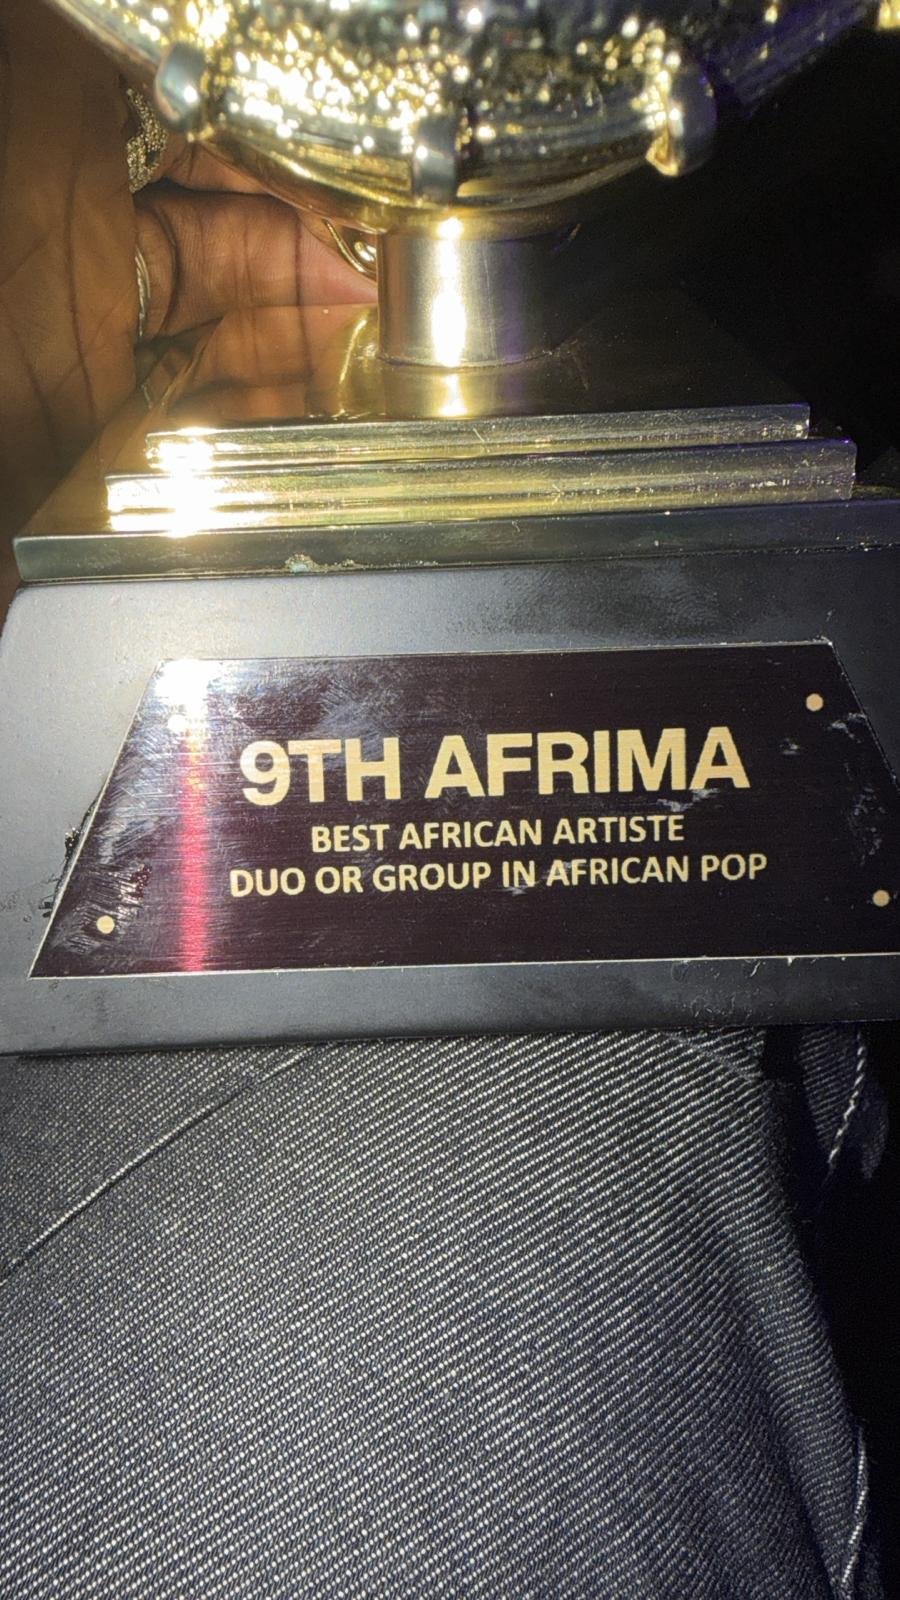 9TH AFRIMA
BEST AFRICAN ARTISTE
DUO OR GROUP IN AFRICAN POP